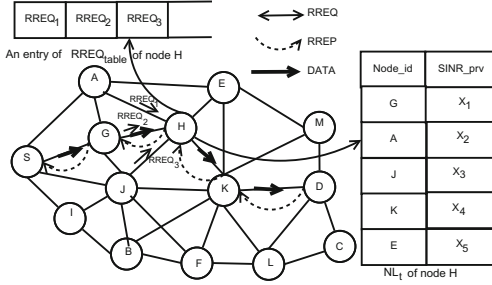 RREQ1 RREQ2 RREQ3
An entry of RREQtable of node H
RREQ
RREP
DATA
A
E
M
RREQ1
RREQ2
G
H
S
RREQ3
J
K
D
I
B
F
L
C
Node_id SINR_prv
G X1
A X2
J X3
K X4
E X5
NLt of node H